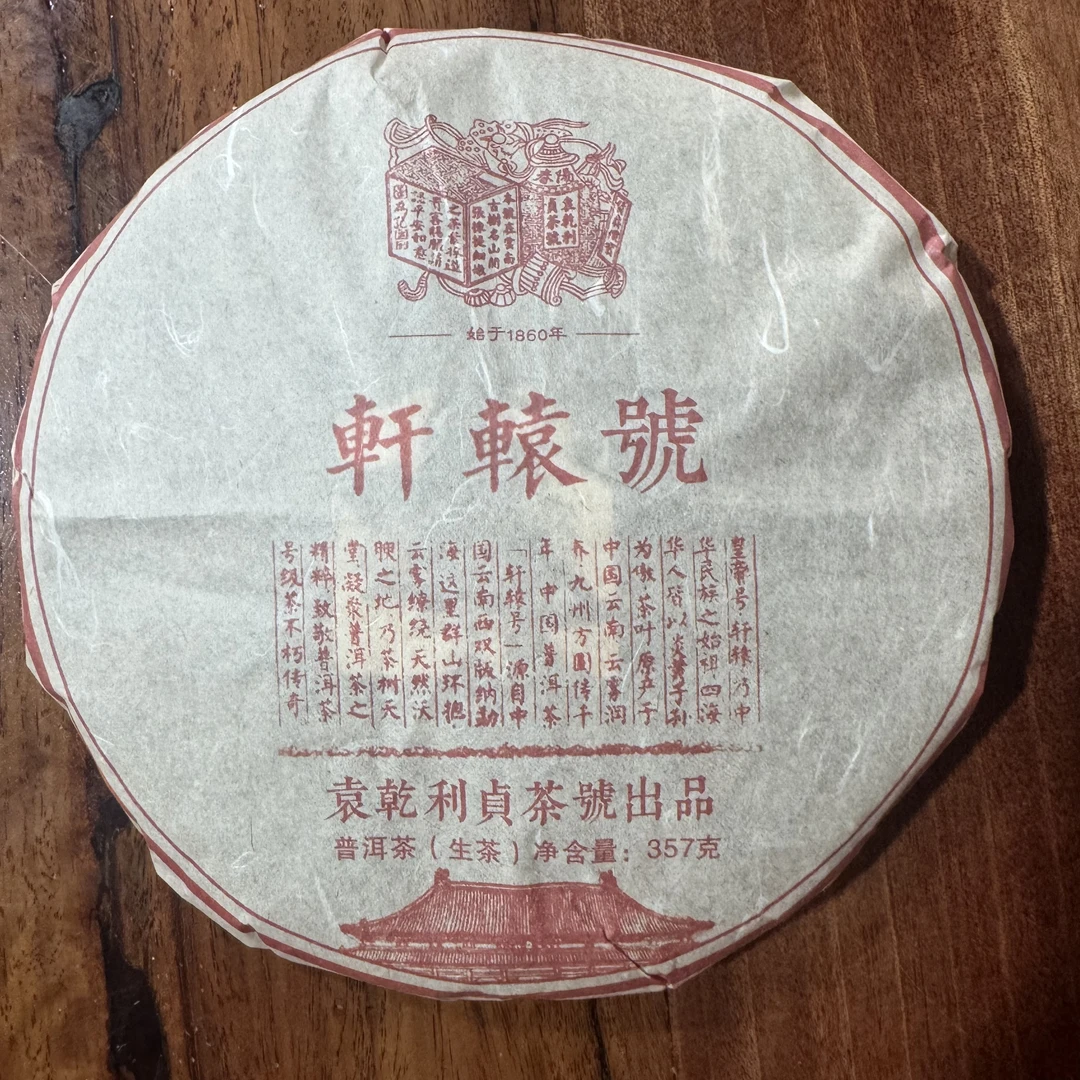 袁乾利
貞茶號
始于1860年
軒轅號
皇帝号轩辕乃中
华民族之始祖四海
华人皆以炎黄子孙
为傲茶叶原产于
中国云南云雾润
养九州方圆传千
年中国普洱茶
「轩辕号」源自中
国云南西双版纳勐
海这里群山环抱
云雾缭绕天然沃
腴之地乃茶树天
堂凝聚普洱茶之
精粹致敬普洱茶
号级茶不朽传奇
袁乾利貞茶號出品
普洱茶(生茶)净含量:357克